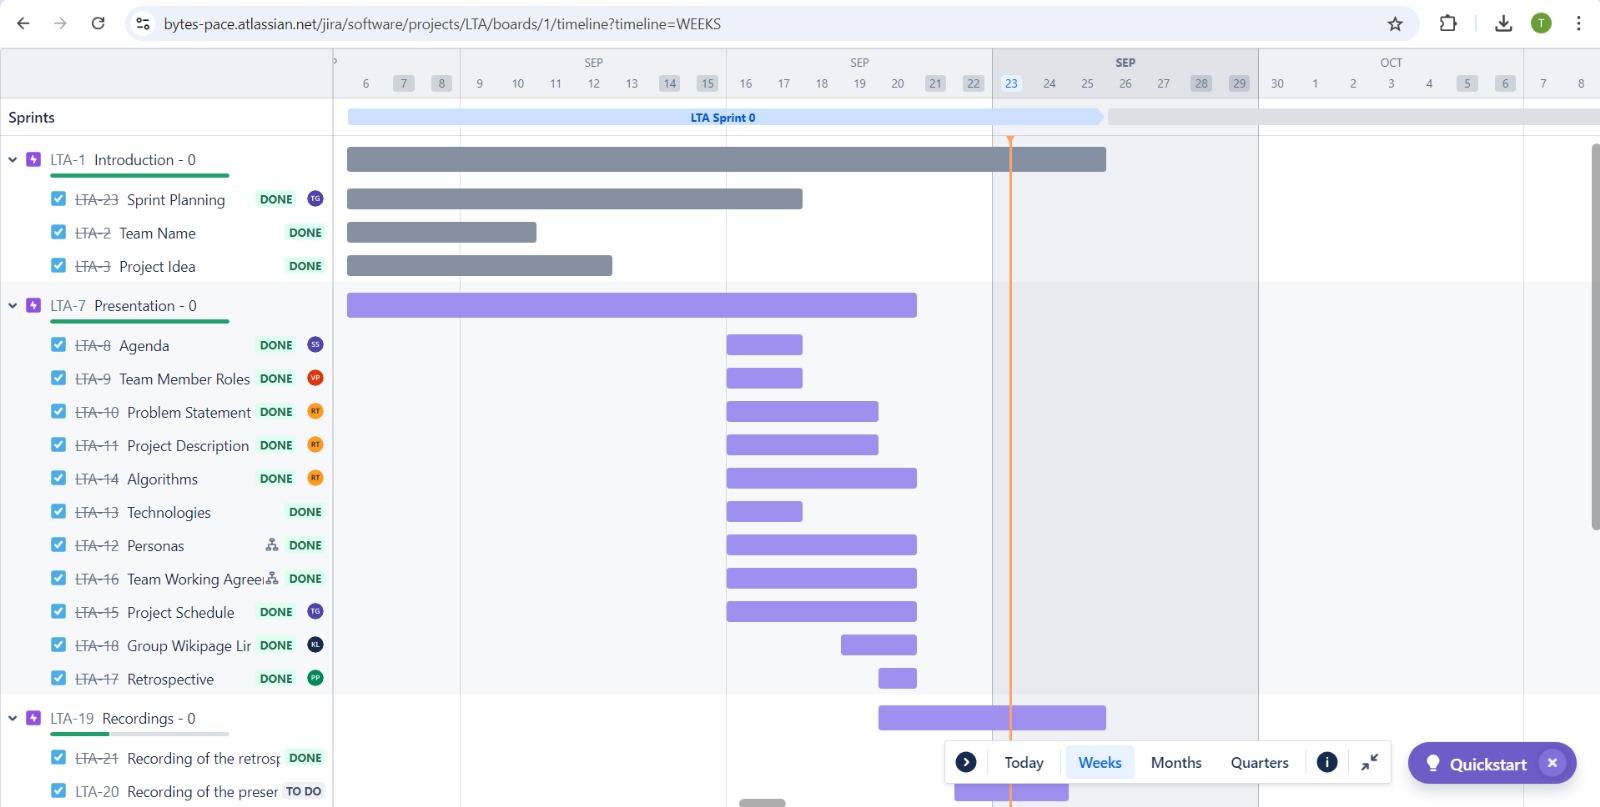 bytes-pace.atlassian.net/jira/software/projects/LTA/boards/1/timeline?timeline=WEEKS
T
SEP SEP SEP OCT
6 7 8 9 10 11 12 13 14 15 16 17 18 19 20 21 22 23 24 25 26 27 28 29 30 1 2 3 4 5 6 7 8
Sprints LTA Sprint 0
LTA-1 Introduction - 0
LTA-23 Sprint Planning DONE TG
LTA-2 Team Name DONE
LTA-3 Project Idea DONE
LTA-7 Presentation - 0
LTA-8 Agenda DONE SS
LTA-9 Team Member Roles DONE VP
LTA-10 Problem Statement DONE RT
LTA-11 Project Description DONE RT
LTA-14 Algorithms DONE RT
LTA-13 Technologies DONE
LTA-12 Personas DONE
LTA-16 Team Working Agree DONE
LTA-15 Project Schedule DONE TG
LTA-18 Group Wikipage Lin DONE KL
LTA-17 Retrospective DONE PP
LTA-19 Recordings - 0
LTA-21 Recording of the retrosp DONE
LTA-20 Recording of the preser TO DO
Today Weeks Months Quarters
Quickstart